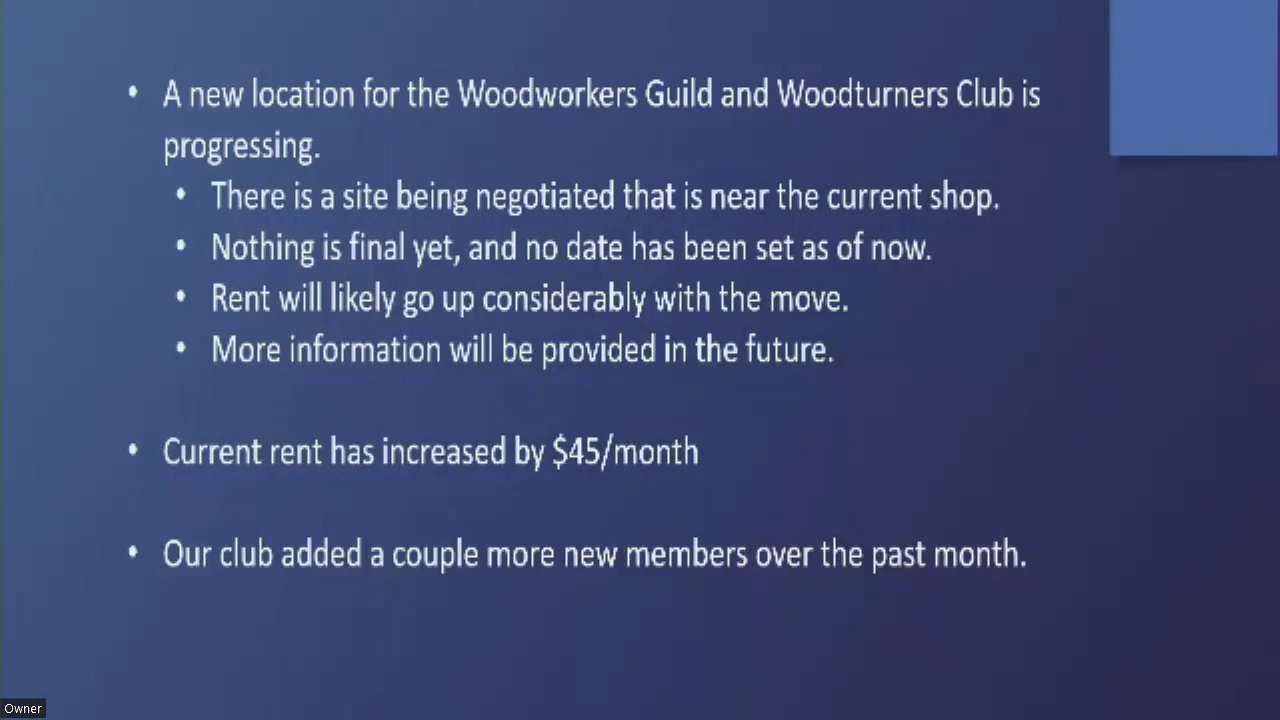 • A new location for the Woodworkers Guild and Woodturners Club is
progressing.
• There is a site being negotiated that is near the current shop.
• Nothing is final yet, and no date has been set as of now.
• Rent will likely go up considerably with the move.
• More information will be provided in the future.
• Current rent has increased by $45/month
• Our club added a couple more new members over the past month.
Owner